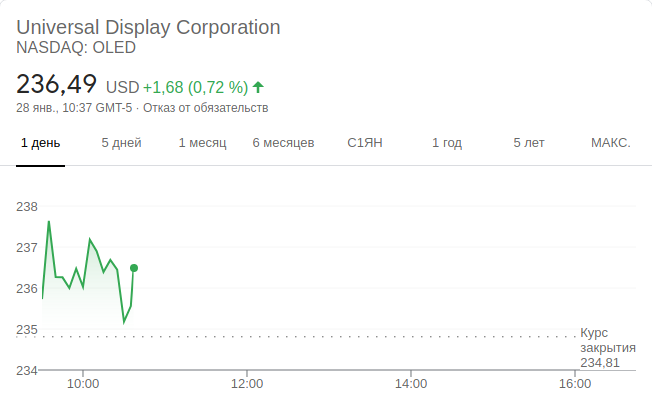 Universal Display Corporation
NASDAQ: OLED
236,49 USD +1,68 (0,72 %)
28 янв., 10:37 GMT-5 · Отказ от обязательств
1 день 5 дней 1 месяц 6 месяцев С1ЯН 1 год 5 лет МАКС.
238
237
236
235
234
Курс
закрытия
234,81
10:00 12:00 14:00 16:00